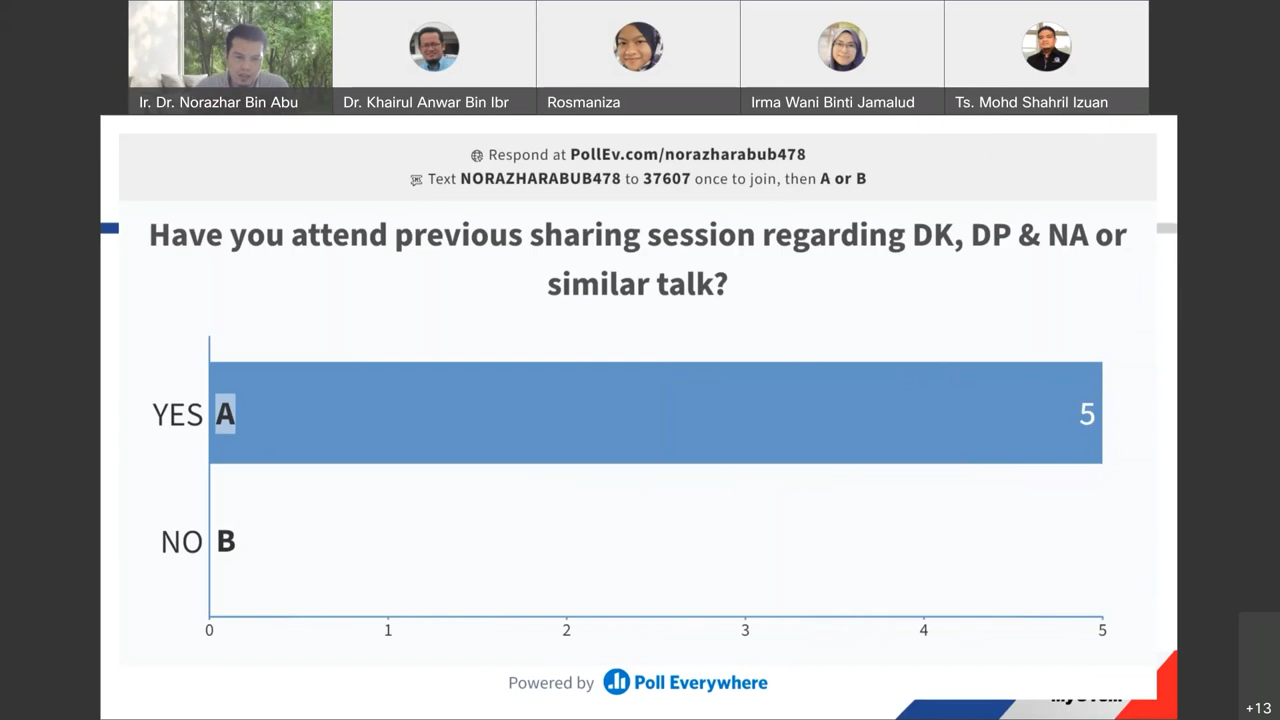 Ir. Dr. Norazhar Bin Abu
Dr. Khairul Anwar Bin Ibr
Rosmaniza
Irma Wani Binti Jamalud
Ts. Mohd Shahril Izuan
Respond at PollEv.com/norazharabub478
Text NORAZHARABUB478 to 37607 once to join, then A or B
Have you attend previous sharing session regarding DK, DP & NA or
similar talk?
YES A 5
NO B
0 1 2 3 4 5
Powered by Poll Everywhere
+13